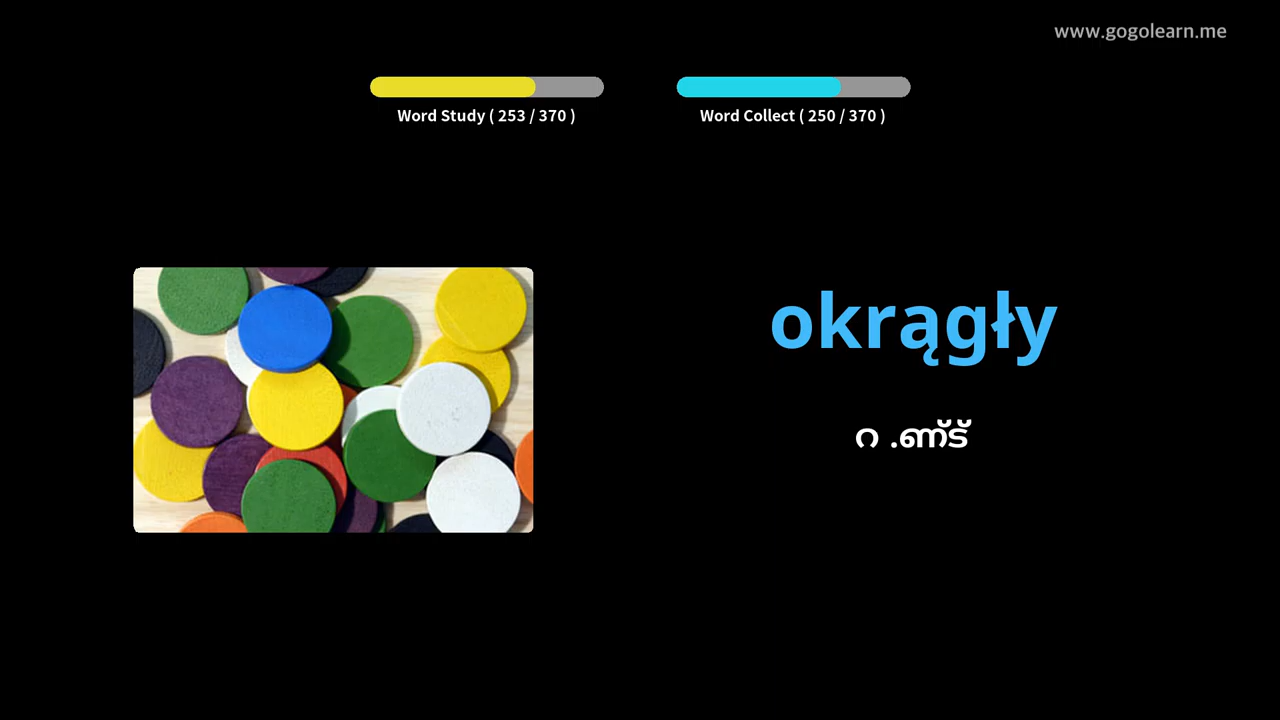 www.gogolearn.me
Word Study ( 253 / 370 )
Word Collect ( 250 / 370 )
okrągły
റ .ണ്ട്